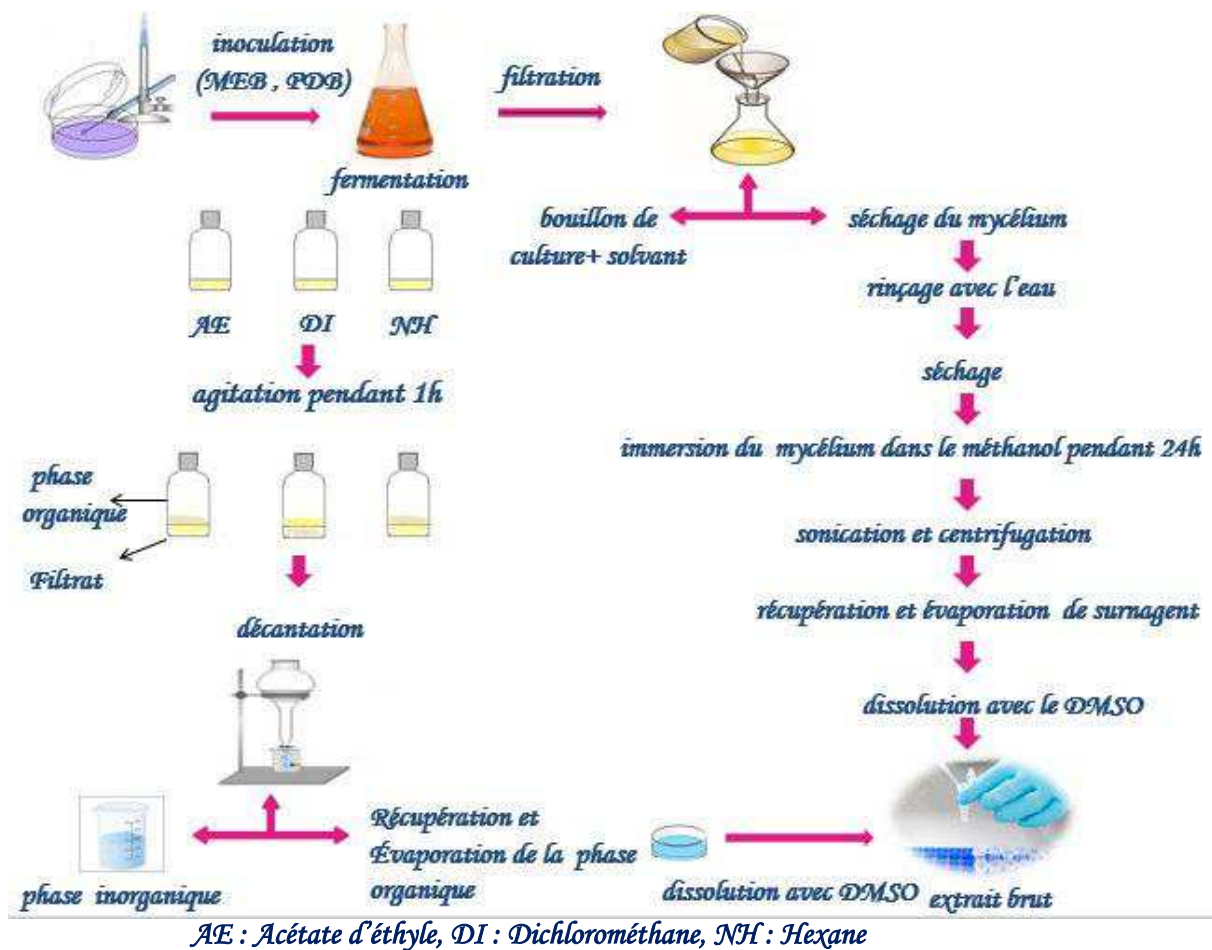 inoculation
(MEB , PDB)
filtration
fermentation
bouillon de
culture+ solvant
séchage du mycélium
rinçage avec l'eau
séchage
immersion du mycélium dans le méthanol pendant 24h
sonication et centrifugation
récupération et évaporation de surnagent
dissolution avec le DMSO
AE
DI
NH
agitation pendant 1h
phase
organique
Filtrat
décantation
phase inorganique
Récupération et
Évaporation de la phase
organique
dissolution avec DMSO
extrait brut
AE : Acétate d'éthyle, DI : Dichlorométhane, NH : Hexane